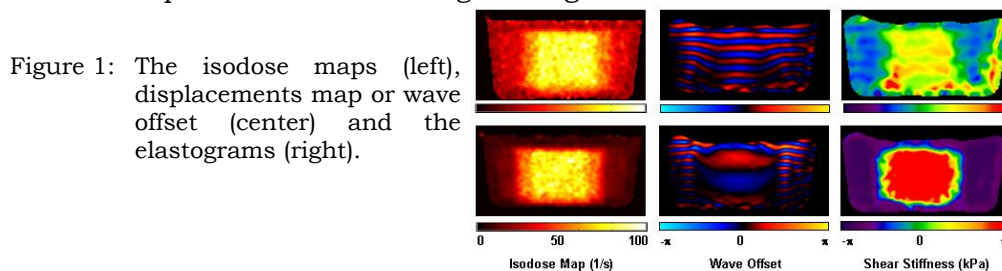 Figure 1: The isodose maps (left),
displacements map or wave
offset (center) and the
elastograms (right).
0 50 100
-π 0 π
-π 0
Isodose Map (1/s) Wave Offset Shear Stiffness (kPa)